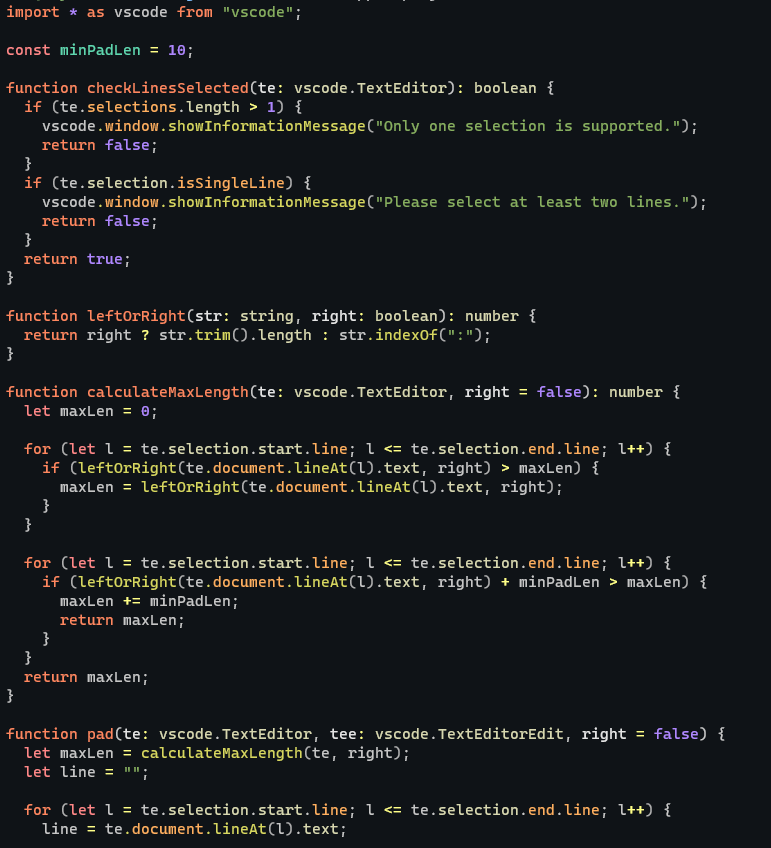 import * as vscode from "vscode";

const minPadLen = 10;

function checkLinesSelected(te: vscode.TextEditor): boolean {
  if (te.selections.length > 1) {
    vscode.window.showInformationMessage("Only one selection is supported.");
    return false;
  }
  if (te.selection.isSingleLine) {
    vscode.window.showInformationMessage("Please select at least two lines.");
    return false;
  }
  return true;
}

function leftOrRight(str: string, right: boolean): number {
  return right ? str.trim().length : str.indexOf(":");
}

function calculateMaxLength(te: vscode.TextEditor, right = false): number {
  let maxLen = 0;

  for (let l = te.selection.start.line; l <= te.selection.end.line; l++) {
    if (leftOrRight(te.document.lineAt(l).text, right) > maxLen) {
      maxLen = leftOrRight(te.document.lineAt(l).text, right);
    }
  }

  for (let l = te.selection.start.line; l <= te.selection.end.line; l++) {
    if (leftOrRight(te.document.lineAt(l).text, right) + minPadLen > maxLen) {
      maxLen += minPadLen;
      return maxLen;
    }
  }
  return maxLen;
}

function pad(te: vscode.TextEditor, tee: vscode.TextEditorEdit, right = false) {
  let maxLen = calculateMaxLength(te, right);
  let line = "";

  for (let l = te.selection.start.line; l <= te.selection.end.line; l++) {
    line = te.document.lineAt(l).text;